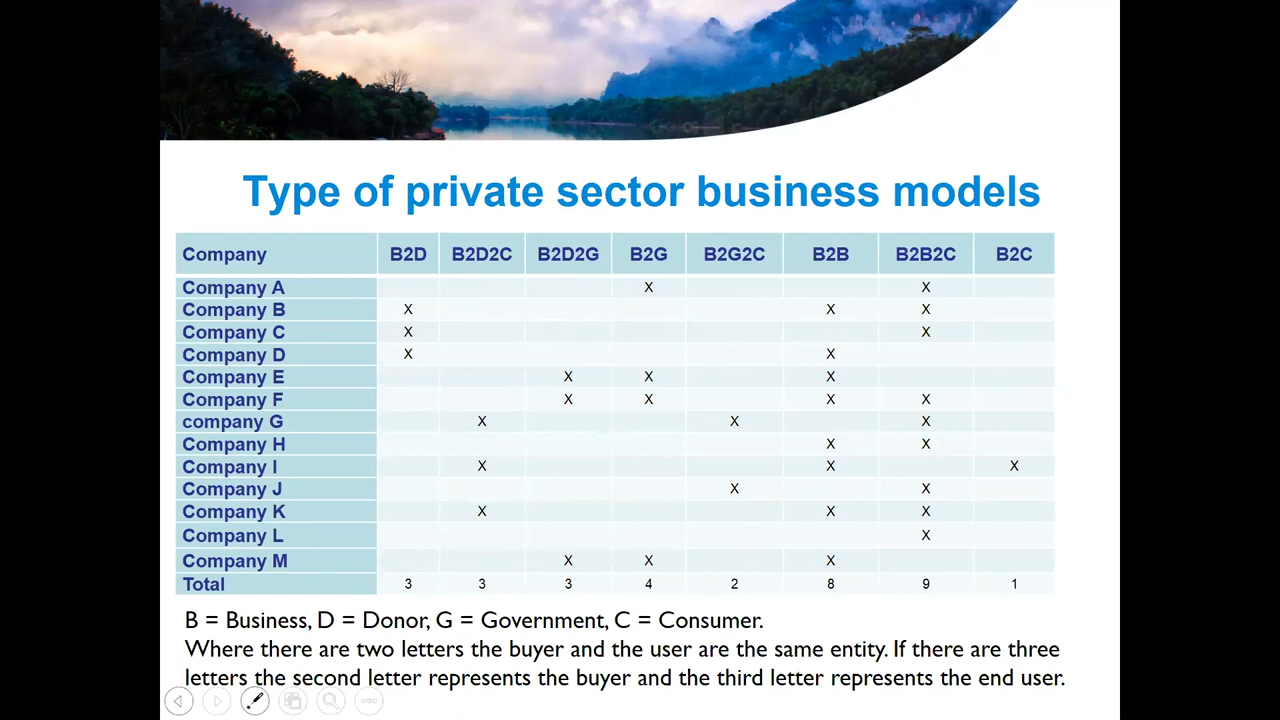 Type of private sector business models
Company B2D B2D2C B2D2G B2G B2G2C B2B B2B2C B2C
Company A X X
Company B X X X
Company C X X
Company D X X
Company E X X X
Company F X X X X
company G X X X
Company H X X
Company I X X X
Company J X X
Company K X X X
Company L X
Company M X X X
Total 3 3 3 4 2 8 9 1
B = Business, D = Donor, G = Government, C = Consumer.
Where there are two letters the buyer and the user are the same entity. If there are three
letters the second letter represents the buyer and the third letter represents the end user.